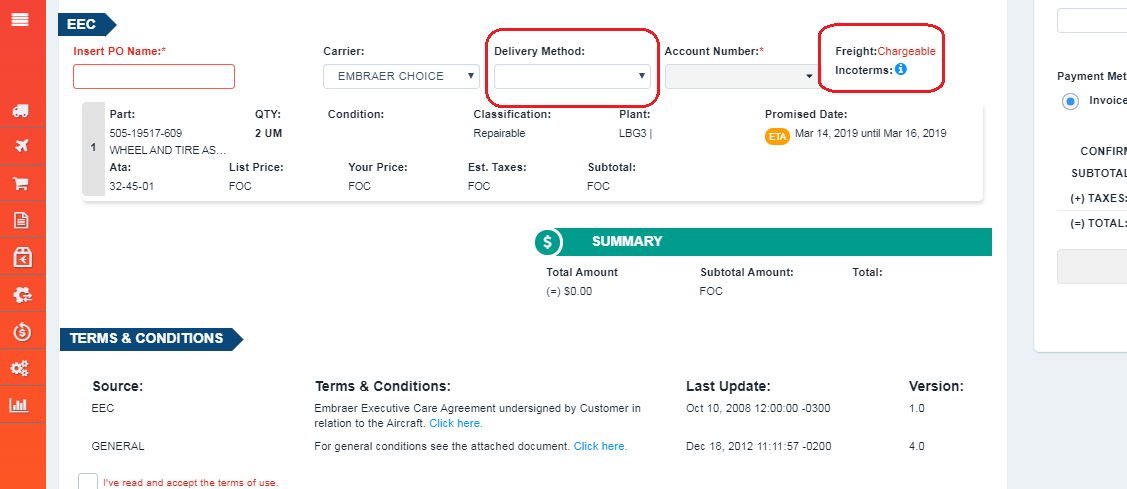 EEC
Insert PO Name:*
Carrier:
Delivery Method:
Account Number:*
Freight:Chargeable
Incoterms:
EMBRAER CHOICE
Payment Met
Invoice
Part:
QTY:
Condition:
Classification:
Plant:
Promised Date:
505-19517-609
2 UM
Repairable
LBG3 |
ETA Mar 14, 2019 until Mar 16, 2019
1
WHEEL AND TIRE AS...
Ata:
List Price:
Your Price:
Est. Taxes:
Subtotal:
32-45-01
FOC
FOC
FOC
FOC
CONFIRM
SUBTOTAL
(+) TAXES:
(=) TOTAL:
$ SUMMARY
Total Amount
Subtotal Amount:
Total:
(=) $0.00
FOC
TERMS & CONDITIONS
Source:
Terms & Conditions:
Last Update:
Version:
EEC
Embraer Executive Care Agreement undersigned by Customer in
relation to the Aircraft. Click here.
Oct 10, 2008 12:00:00 -0300
1.0
GENERAL
For general conditions see the attached document. Click here.
Dec 18, 2012 11:11:57 -0200
4.0
I've read and accept the terms of use.